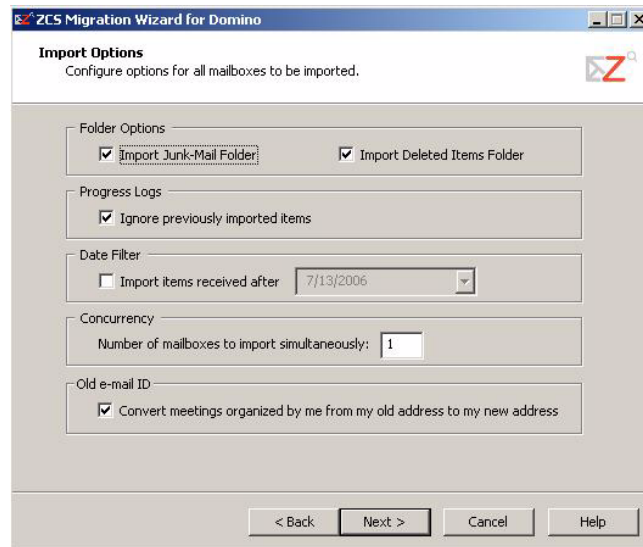 ZCS Migration Wizard for Domino
Import Options
Configure options for all mailboxes to be imported.
Folder Options
Import Junk-Mail Folder
Import Deleted Items Folder
Progress Logs
Ignore previously imported items
Date Filter
Import items received after 7/13/2006
Concurrency
Number of mailboxes to import simultaneously: 1
Old e-mail ID
Convert meetings organized by me from my old address to my new address
< Back Next > Cancel Help